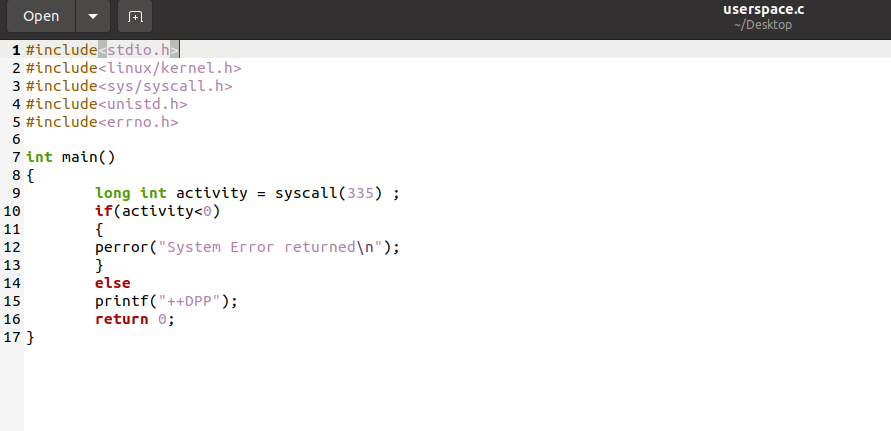 Open
userspace.c
~/Desktop
1 #include<stdio.h>
2 #include<linux/kernel.h>
3 #include<sys/syscall.h>
4 #include<unistd.h>
5 #include<errno.h>
6
7 int main()
8 {
9         long int activity = syscall(335) ;
10         if(activity<0)
11         {
12         perror("System Error returned\n");
13         }
14         else
15         printf("++DPP");
16         return 0;
17 }